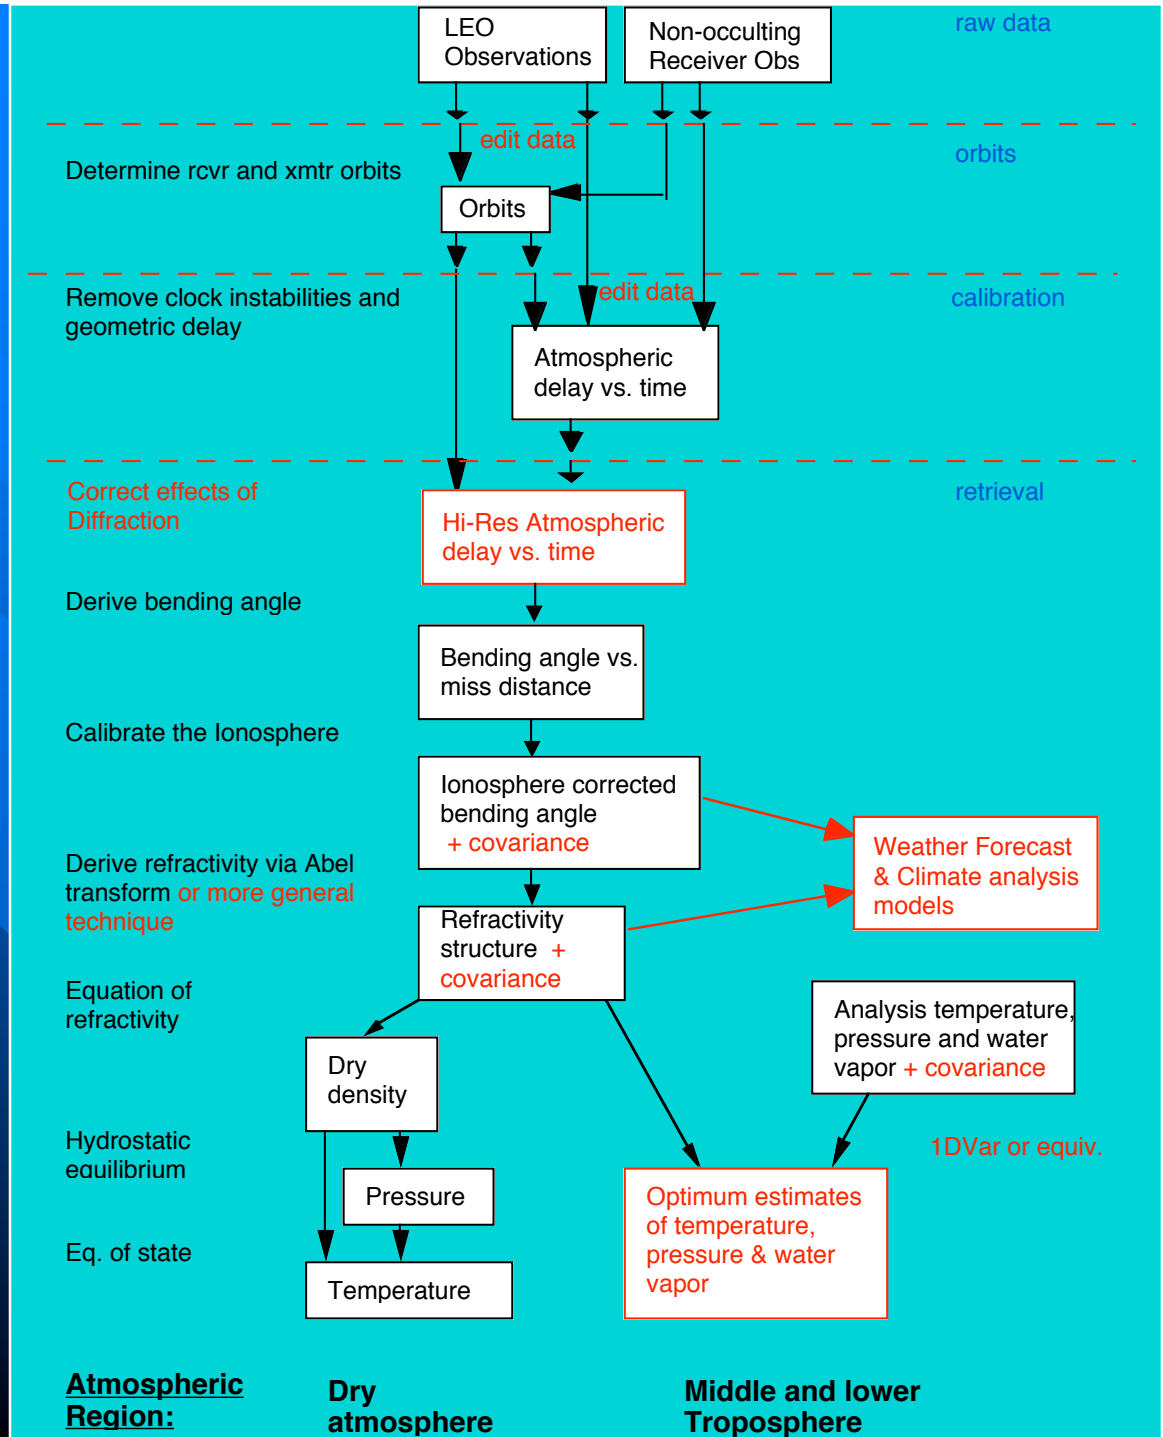 LEO
Observations
Non-occulting
Receiver Obs
raw data
edit data
orbits
Determine rcvr and xmtr orbits
Orbits
Remove clock instabilities and
geometric delay
edit data
calibration
Atmospheric
delay vs. time
Correct effects of
Diffraction
retrieval
Hi-Res Atmospheric
delay vs. time
Derive bending angle
Bending angle vs.
miss distance
Calibrate the Ionosphere
Ionosphere corrected
bending angle
+ covariance
Weather Forecast
& Climate analysis
models
Derive refractivity via Abel
transform or more general
technique
Refractivity
structure +
covariance
Equation of
refractivity
Analysis temperature,
pressure and water
vapor + covariance
Dry
density
Hydrostatic
equilibrium
1DVar or equiv.
Pressure
Optimum estimates
of temperature,
pressure & water
vapor
Eq. of state
Temperature
Atmospheric
Region:
Dry
atmosphere
Middle and lower
Troposphere